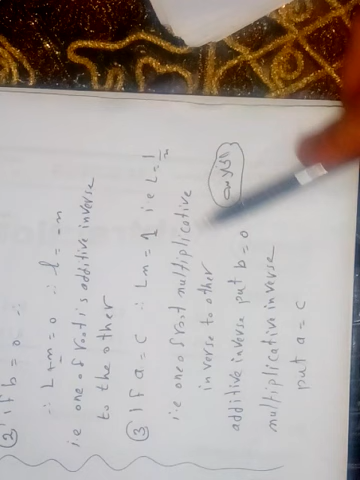 ② if b = 0 ∴
∴ L + m = 0 ∴ l = -m
i.e one of root is additive inverse
to the other
③ If a = c ∴ Lm = 1 i.e L = 1/m
i.e one of root multiplicative
inverse to other
additive inverse put b = 0
multiplicative inverse
put a = c